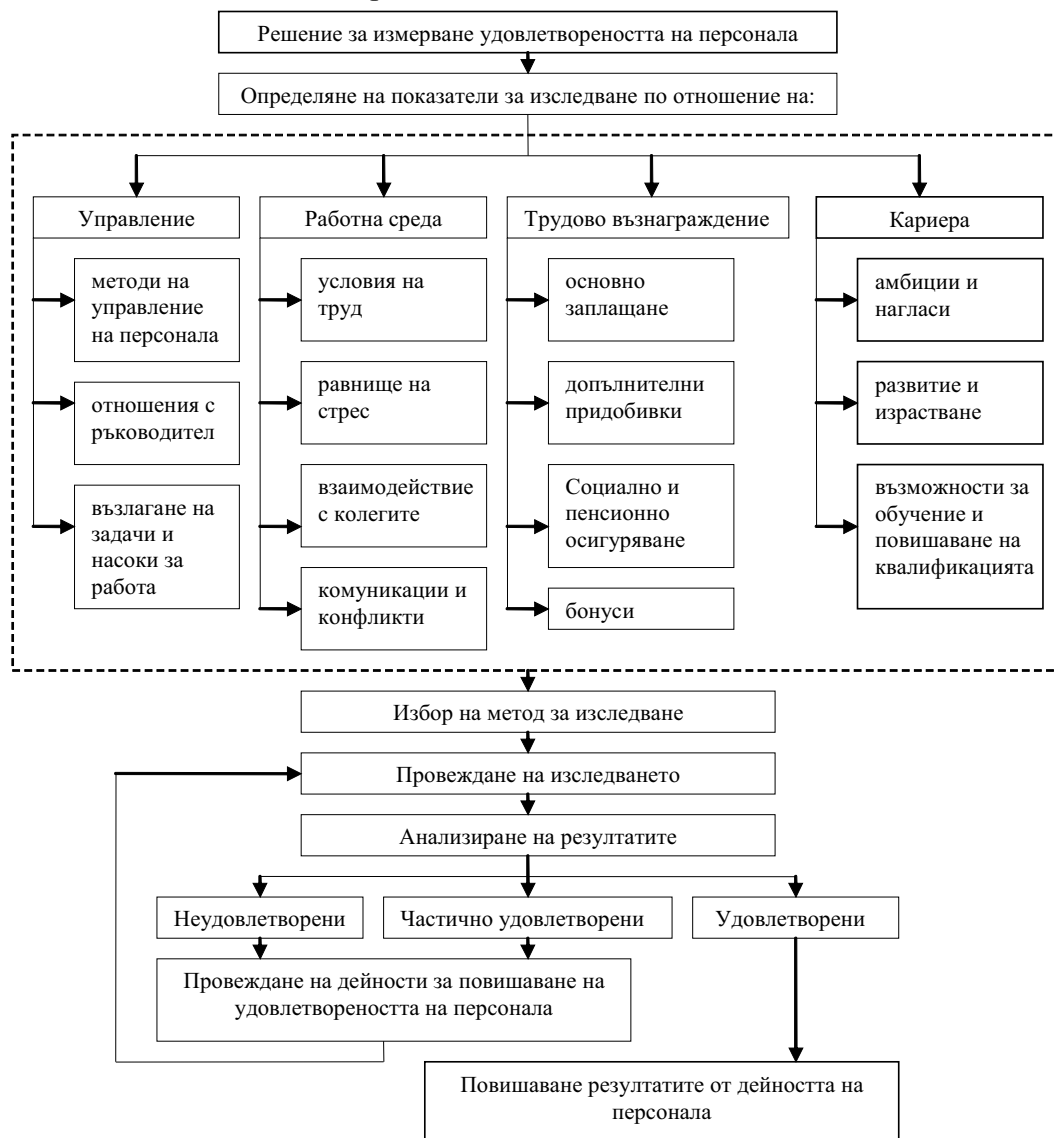 Решение за измерване удовлетвореността на персонала
Определяне на показатели за изследване по отношение на:
Управление
методи на
управление
на персонала
отношения с
ръководител
възлагане на
задачи и
насоки за
работа
Работна среда
условия на
труд
равнище на
стрес
взаимодействие
с колегите
комуникации и
конфликти
Трудово възнаграждение
основно
заплащане
допълнителни
придобивки
Социално и
пенсионно
осигуряване
бонуси
Кариера
амбиции и
нагласи
развитие и
израстване
възможности за
обучение и
повишаване на
квалификацията
Избор на метод за изследване
Провеждане на изследването
Анализиране на резултатите
Неудовлетворени
Частично удовлетворени
Удовлетворени
Провеждане на дейности за повишаване на
удовлетвореността на персонала
Повишаване резултатите от дейността на
персонала